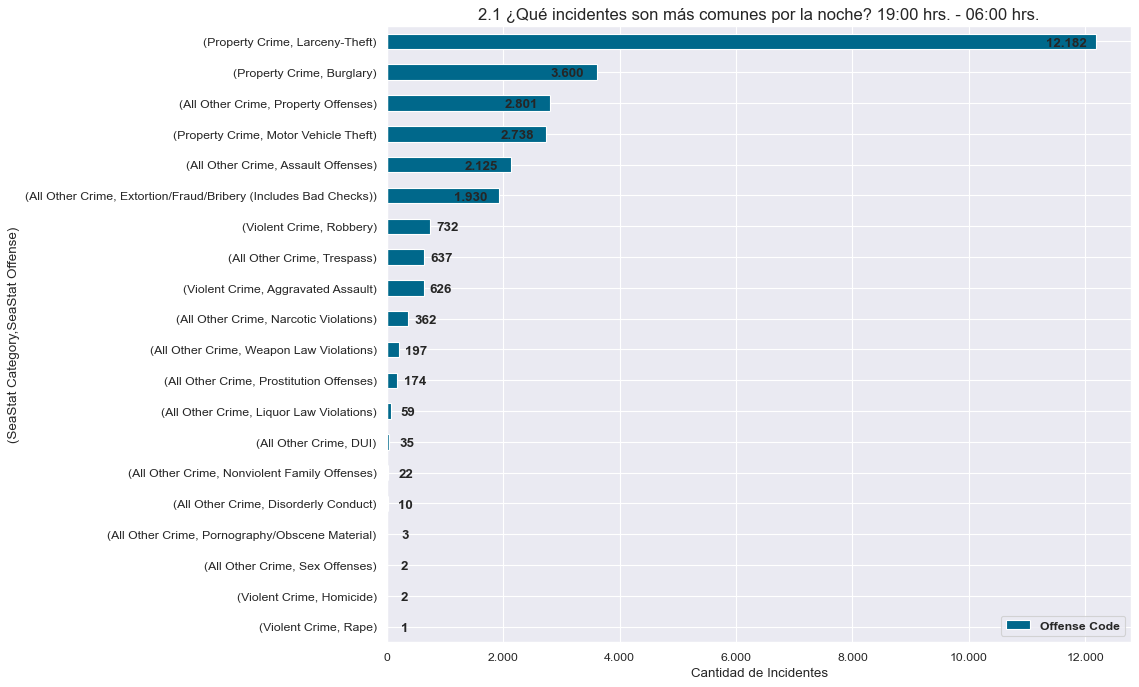 2.1 ¿Qué incidentes son más comunes por la noche? 19:00 hrs. - 06:00 hrs.
(Property Crime, Larceny-Theft) 12.182
(Property Crime, Burglary) 3.600
(All Other Crime, Property Offenses) 2.801
(Property Crime, Motor Vehicle Theft) 2.738
(All Other Crime, Assault Offenses) 2.125
(All Other Crime, Extortion/Fraud/Bribery (Includes Bad Checks)) 1.930
(Violent Crime, Robbery) 732
(All Other Crime, Trespass) 637
(Violent Crime, Aggravated Assault) 626
(All Other Crime, Narcotic Violations) 362
(All Other Crime, Weapon Law Violations) 197
(All Other Crime, Prostitution Offenses) 174
(All Other Crime, Liquor Law Violations) 59
(All Other Crime, DUI) 35
(All Other Crime, Nonviolent Family Offenses) 22
(All Other Crime, Disorderly Conduct) 10
(All Other Crime, Pornography/Obscene Material) 3
(All Other Crime, Sex Offenses) 2
(Violent Crime, Homicide) 2
(Violent Crime, Rape) 1
(SeaStat Category,SeaStat Offense)
Offense Code
0 2.000 4.000 6.000 8.000 10.000 12.000
Cantidad de Incidentes